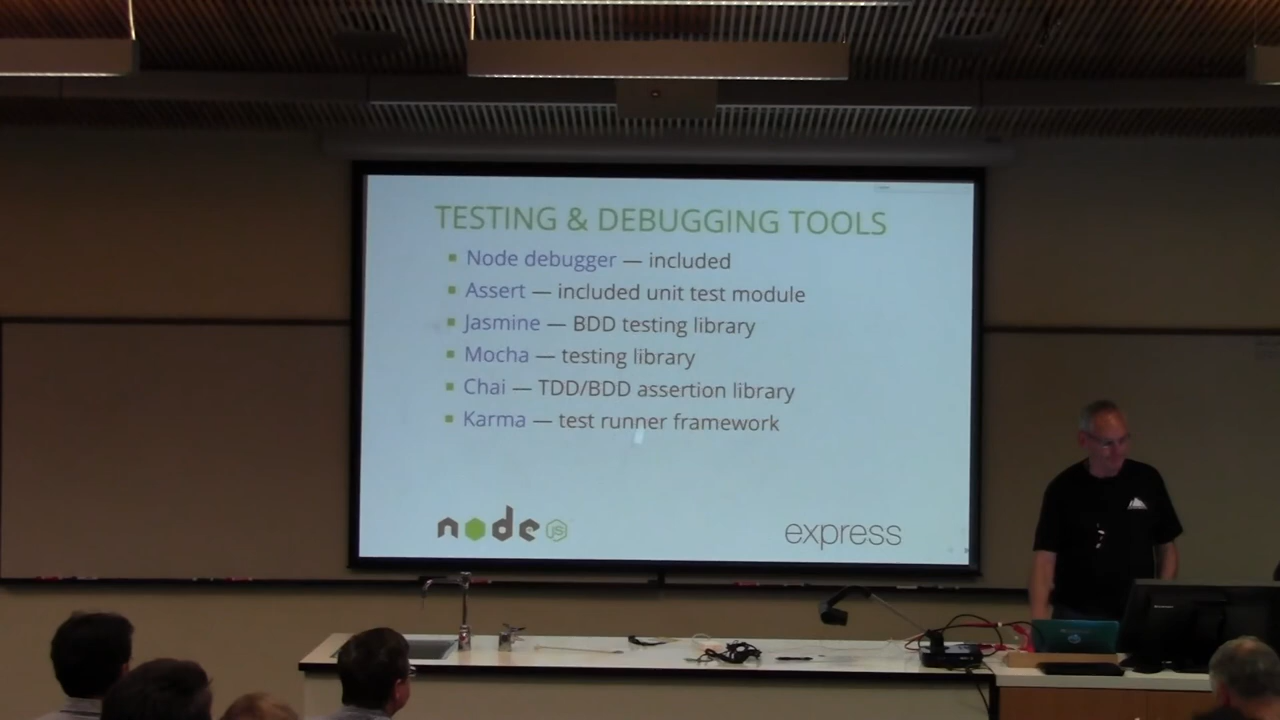 TESTING & DEBUGGING TOOLS
Node debugger — included
Assert — included unit test module
Jasmine — BDD testing library
Mocha — testing library
Chai — TDD/BDD assertion library
Karma — test runner framework
node JS
express